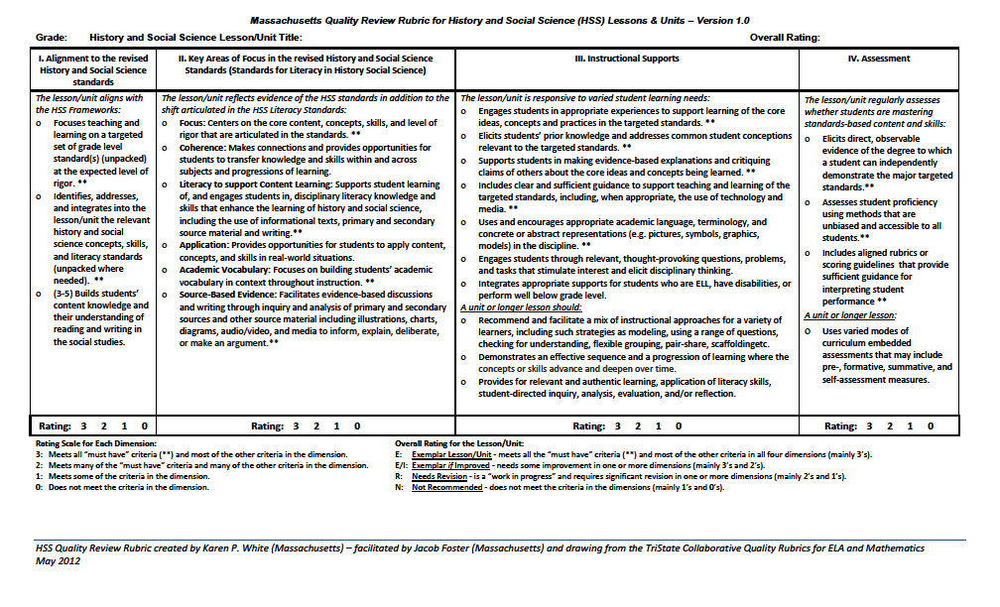 Massachusetts Quality Review Rubric for History and Social Science (HSS) Lessons & Units – Version 1.0
Grade: History and Social Science Lesson/Unit Title: Overall Rating:
I. Alignment to the revised
History and Social Science
standards
The lesson/unit aligns with
the HSS Frameworks:
o Focuses teaching and
learning on a targeted
set of grade level
standard(s) (unpacked)
at the expected level of
rigor. **
o Identifies, addresses,
and integrates into the
lesson/unit the relevant
history and social
science concepts, skills,
and literacy standards
(unpacked where
needed). **
o (3-5) Builds students'
content knowledge and
their understanding of
reading and writing in
the social studies.
Rating: 3 2 1 0
II. Key Areas of Focus in the revised History and Social Science
Standards (Standards for Literacy in History Social Science)
The lesson/unit reflects evidence of the HSS standards in addition to the
shift articulated in the HSS Literacy Standards:
o Focus: Centers on the core content, concepts, skills, and level of
rigor that are articulated in the standards. **
o Coherence: Makes connections and provides opportunities for
students to transfer knowledge and skills within and across
subjects and progressions of learning.
o Literacy to support Content Learning: Supports student learning
of, and engages students in, disciplinary literacy knowledge and
skills that enhance the learning of history and social science,
including the use of informational texts, primary and secondary
source material and writing.**
o Application: Provides opportunities for students to apply content,
concepts, and skills in real-world situations.
o Academic Vocabulary: Focuses on building students' academic
vocabulary in context throughout instruction. **
o Source-Based Evidence: Facilitates evidence-based discussions
and writing through inquiry and analysis of primary and secondary
sources and other source material including illustrations, charts,
diagrams, audio/video, and media to inform, explain, deliberate,
or make an argument.**
Rating: 3 2 1 0
III. Instructional Supports
The lesson/unit is responsive to varied student learning needs:
o Engages students in appropriate experiences to support learning of the core
ideas, concepts and practices in the targeted standards. **
o Elicits students' prior knowledge and addresses common student conceptions
relevant to the targeted standards. **
o Supports students in making evidence-based explanations and critiquing
claims of others about the core ideas and concepts being learned. **
o Includes clear and sufficient guidance to support teaching and learning of the
targeted standards, including, when appropriate, the use of technology and
media. **
o Uses and encourages appropriate academic language, terminology, and
concrete or abstract representations (e.g. pictures, symbols, graphics,
models) in the discipline. **
o Engages students through relevant, thought-provoking questions, problems,
and tasks that stimulate interest and elicit disciplinary thinking.
o Integrates appropriate supports for students who are ELL, have disabilities, or
perform well below grade level.
A unit or longer lesson should:
o Recommend and facilitate a mix of instructional approaches for a variety of
learners, including such strategies as modeling, using a range of questions,
checking for understanding, flexible grouping, pair-share, scaffoldingetc.
o Demonstrates an effective sequence and a progression of learning where the
concepts or skills advance and deepen over time.
o Provides for relevant and authentic learning, application of literacy skills,
student-directed inquiry, analysis, evaluation, and/or reflection.
Rating: 3 2 1 0
IV. Assessment
The lesson/unit regularly assesses
whether students are mastering
standards-based content and skills:
o Elicits direct, observable
evidence of the degree to which
a student can independently
demonstrate the major targeted
standards.**
o Assesses student proficiency
using methods that are
unbiased and accessible to all
students.**
o Includes aligned rubrics or
scoring guidelines that provide
sufficient guidance for
interpreting student
performance **
A unit or longer lesson:
o Uses varied modes of
curriculum embedded
assessments that may include
pre-, formative, summative, and
self-assessment measures.
Rating: 3 2 1 0
Rating Scale for Each Dimension:
3: Meets all "must have" criteria (**) and most of the other criteria in the dimension.
2: Meets many of the "must have" criteria and many of the other criteria in the dimension.
1: Meets some of the criteria in the dimension.
0: Does not meet the criteria in the dimension.
Overall Rating for the Lesson/Unit:
E: Exemplar Lesson/Unit - meets all the "must have" criteria (**) and most of the other criteria in all four dimensions (mainly 3's).
E/I: Exemplar if Improved - needs some improvement in one or more dimensions (mainly 3's and 2's).
R: Needs Revision - is a "work in progress" and requires significant revision in one or more dimensions (mainly 2's and 1's).
N: Not Recommended - does not meet the criteria in the dimensions (mainly 1's and 0's).
HSS Quality Review Rubric created by Karen P. White (Massachusetts) – facilitated by Jacob Foster (Massachusetts) and drawing from the TriState Collaborative Quality Rubrics for ELA and Mathematics
May 2012